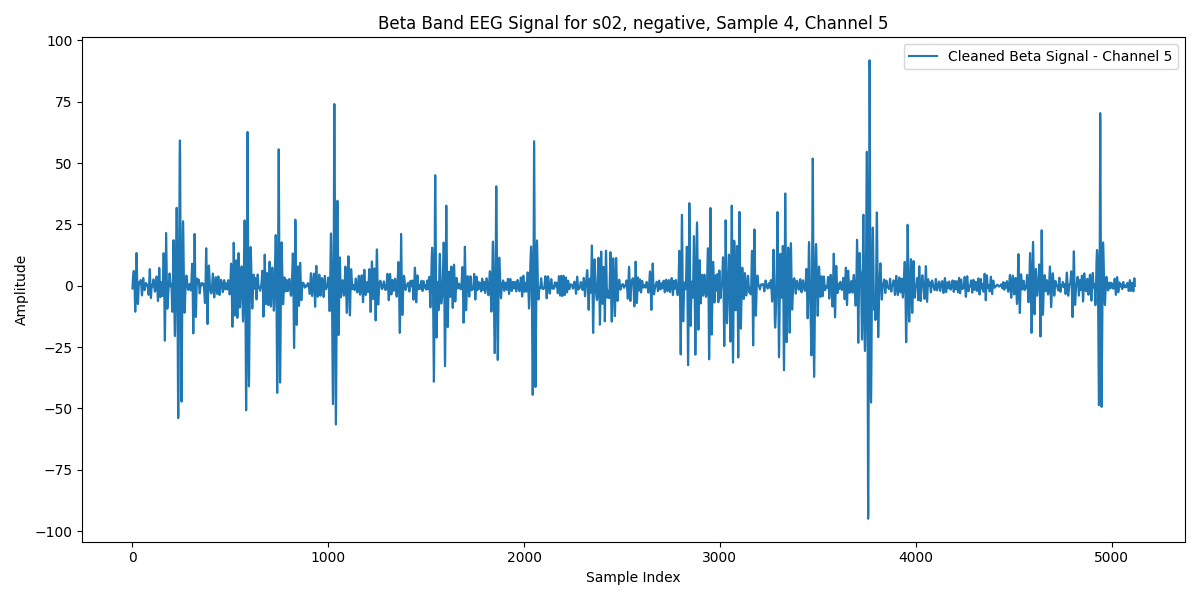 Beta Band EEG Signal for s02, negative, Sample 4, Channel 5
Cleaned Beta Signal - Channel 5
Amplitude
100
75
50
25
0
−25
−50
−75
−100
0 1000 2000 3000 4000 5000
Sample Index